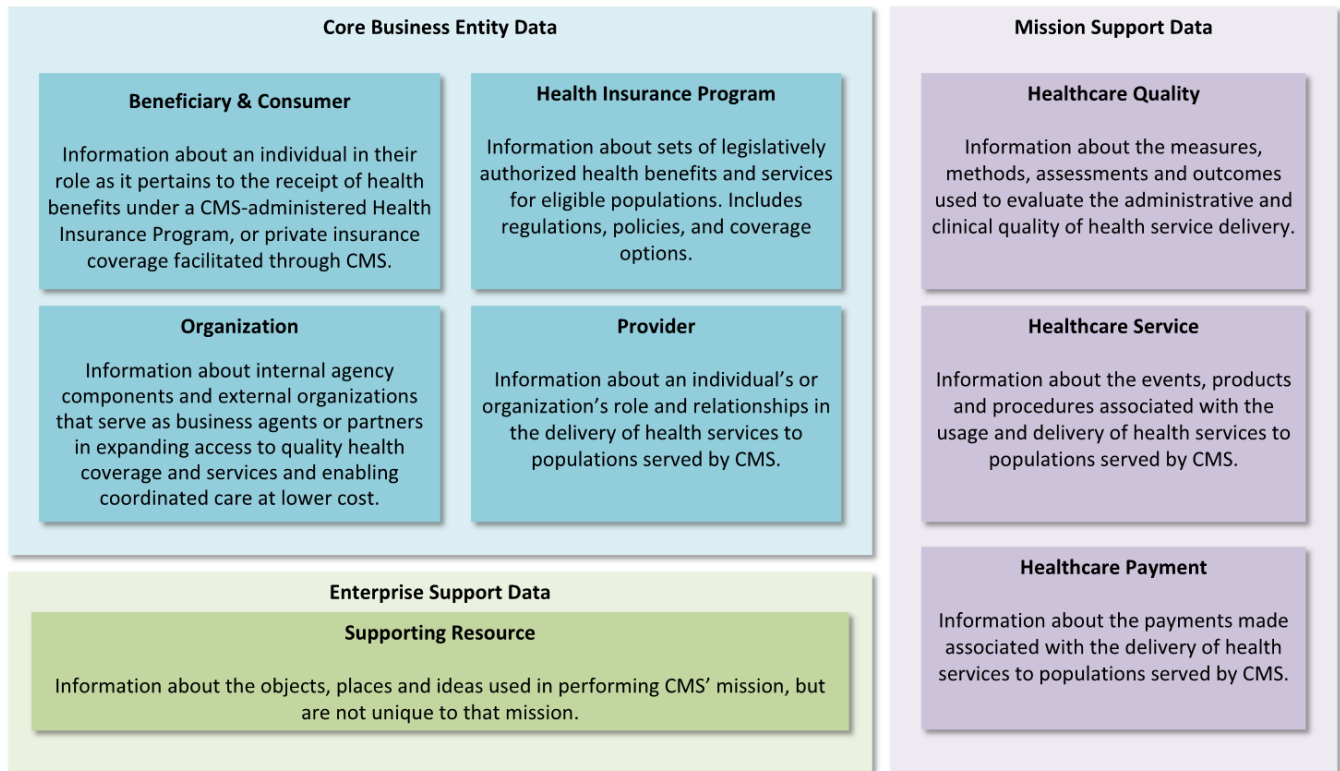 Core Business Entity Data
Beneficiary & Consumer
Information about an individual in their
role as it pertains to the receipt of health
benefits under a CMS-administered Health
Insurance Program, or private insurance
coverage facilitated through CMS.
Health Insurance Program
Information about sets of legislatively
authorized health benefits and services
for eligible populations. Includes
regulations, policies, and coverage
options.
Organization
Information about internal agency
components and external organizations
that serve as business agents or partners
in expanding access to quality health
coverage and services and enabling
coordinated care at lower cost.
Provider
Information about an individual’s or
organization’s role and relationships in
the delivery of health services to
populations served by CMS.
Enterprise Support Data
Supporting Resource
Information about the objects, places and ideas used in performing CMS’ mission, but
are not unique to that mission.
Mission Support Data
Healthcare Quality
Information about the measures,
methods, assessments and outcomes
used to evaluate the administrative and
clinical quality of health service delivery.
Healthcare Service
Information about the events, products
and procedures associated with the
usage and delivery of health services to
populations served by CMS.
Healthcare Payment
Information about the payments made
associated with the delivery of health
services to populations served by CMS.